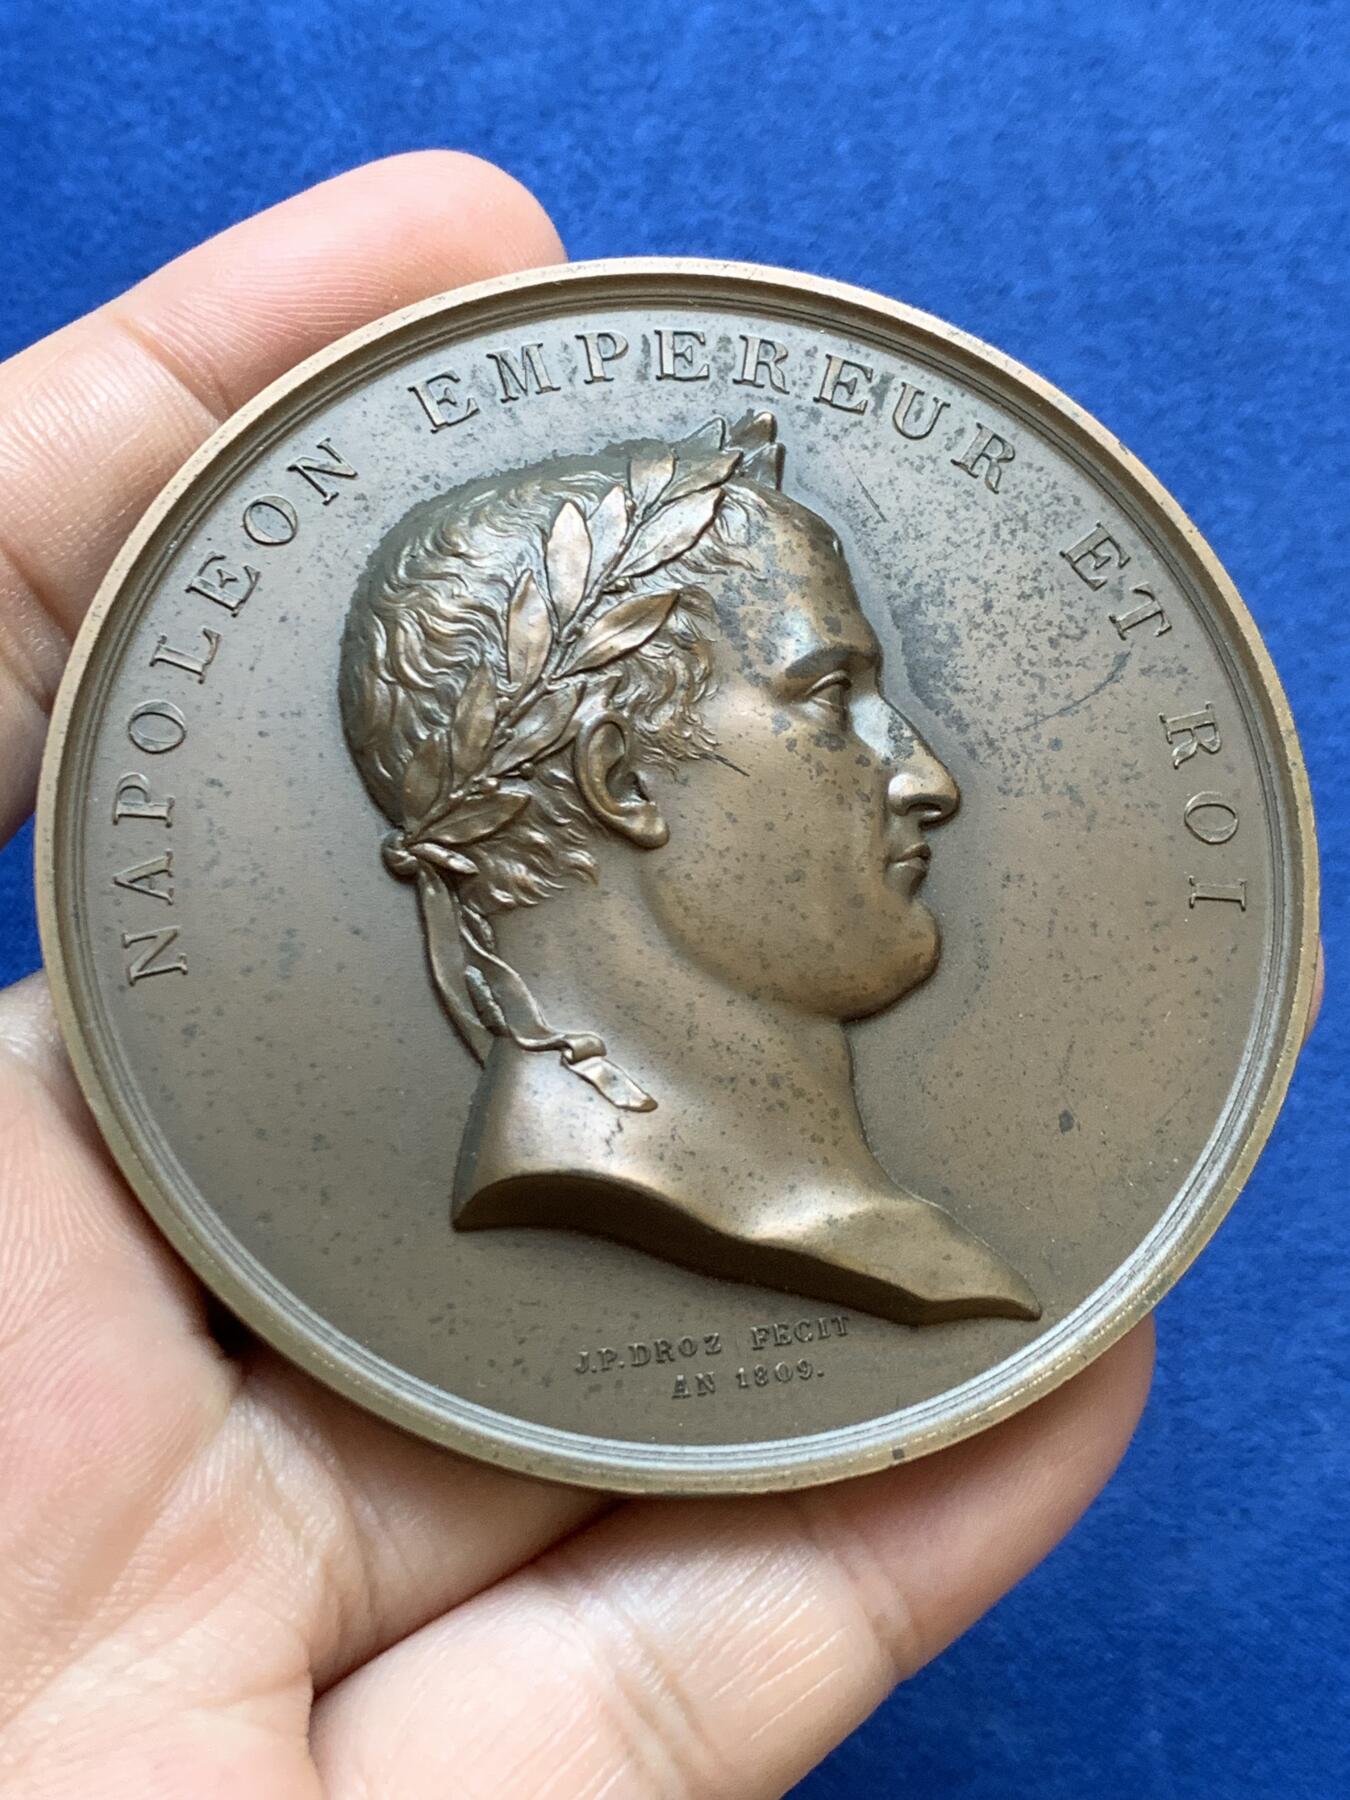 NAPOLEON EMPEREUR ET ROI
J.P.DROZ FECIT
AN 1809.